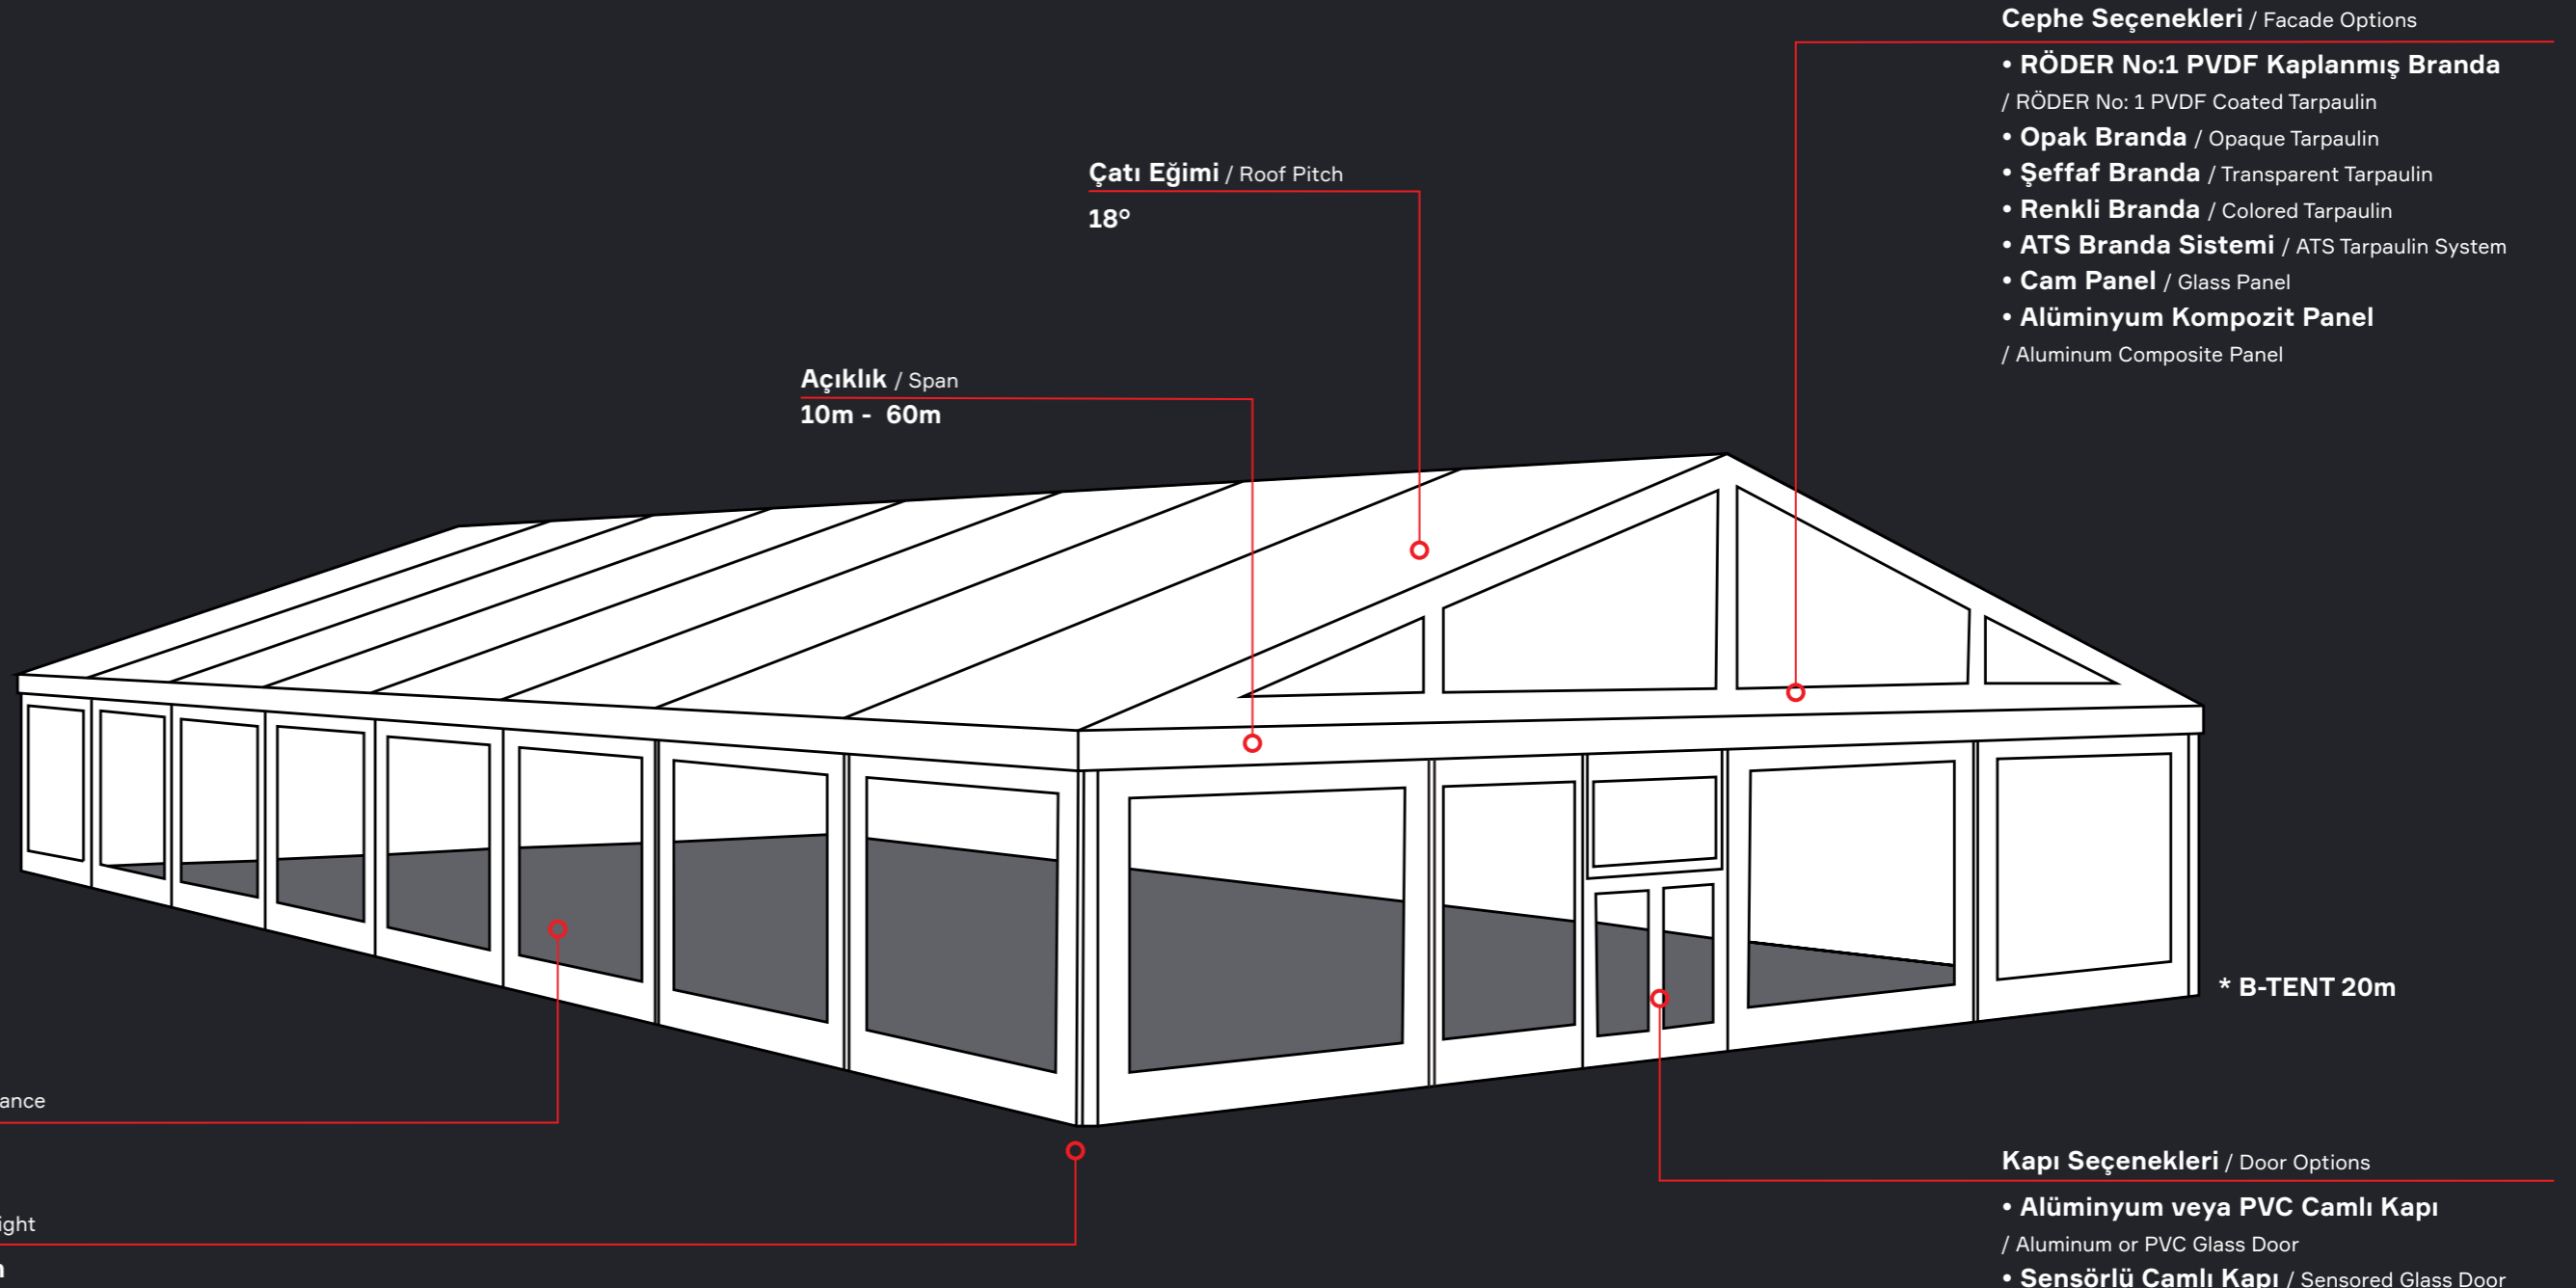 Cephe Seçenekleri / Facade Options
• RÖDER No:1 PVDF Kaplanmış Branda
/ RÖDER No: 1 PVDF Coated Tarpaulin
• Opak Branda / Opaque Tarpaulin
• Şeffaf Branda / Transparent Tarpaulin
• Renkli Branda / Colored Tarpaulin
• ATS Branda Sistemi / ATS Tarpaulin System
• Cam Panel / Glass Panel
• Alüminyum Kompozit Panel
/ Aluminum Composite Panel
Çatı Eğimi / Roof Pitch
18°
Açıklık / Span
10m - 60m
* B-TENT 20m
ance
ight
Kapı Seçenekleri / Door Options
• Alüminyum veya PVC Camlı Kapı
/ Aluminum or PVC Glass Door
• Sensörlü Camlı Kapı / Sensored Glass Door